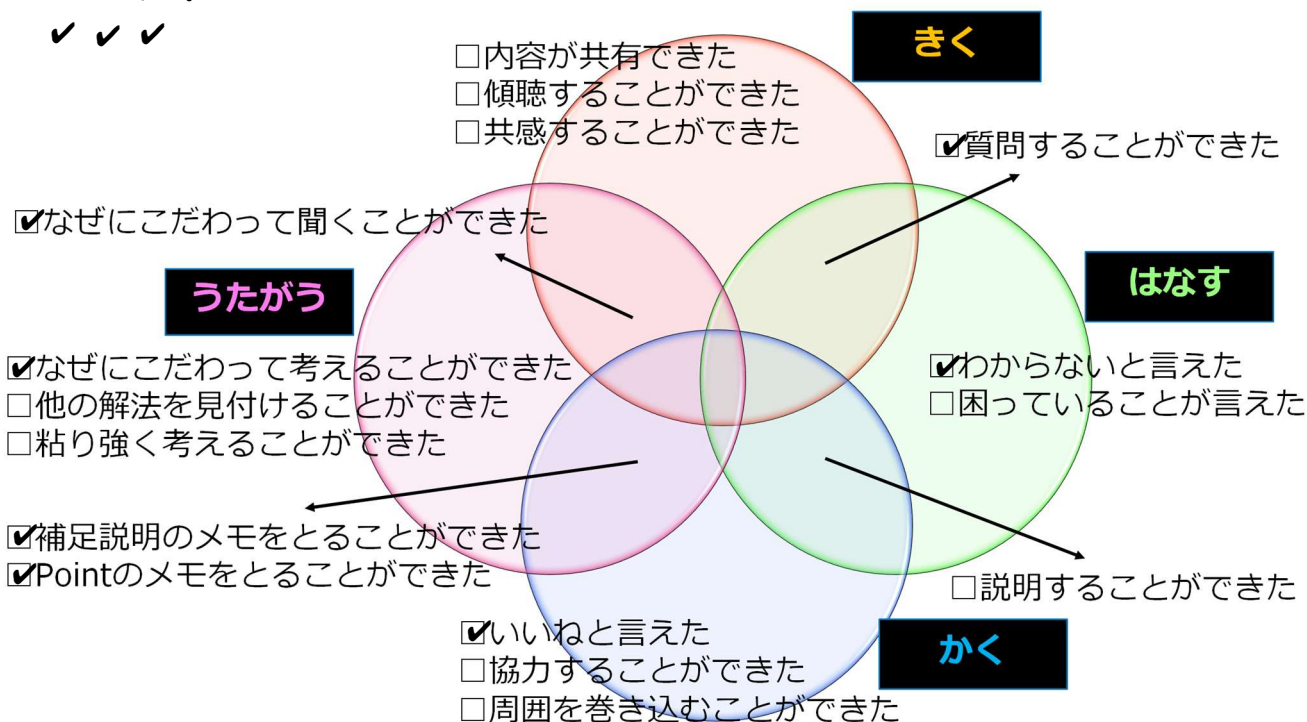 ✔ ✔ ✔
きく
□内容が共有できた
□傾聴することができた
□共感することができた
☑質問することができた
☑なぜにこだわって聞くことができた
うたがう
はなす
☑なぜにこだわって考えることができた
□他の解法を見付けることができた
□粘り強く考えることができた
☑わからないと言えた
□困っていることが言えた
☑補足説明のメモをとることができた
☑Pointのメモをとることができた
□説明することができた
☑いいねと言えた
□協力することができた
□周囲を巻き込むことができた
かく